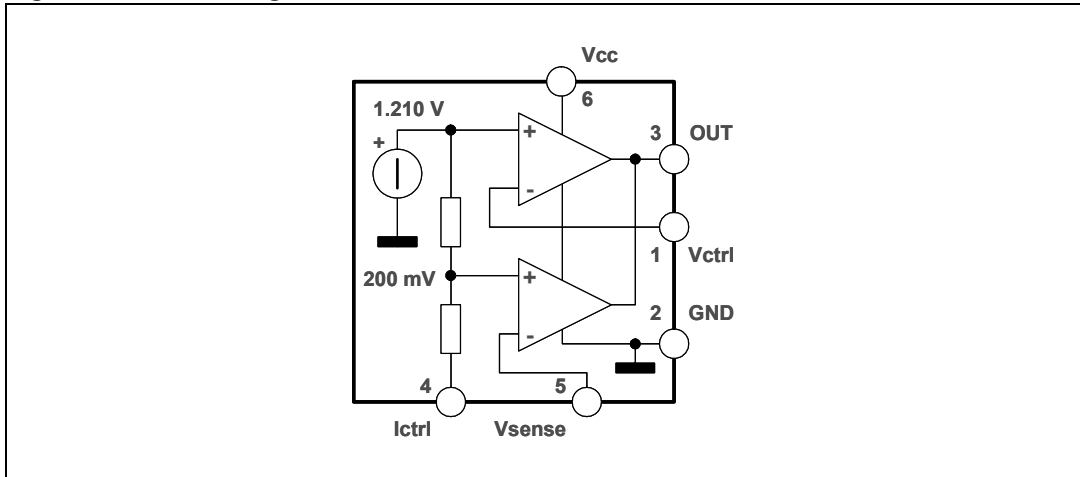 Vcc
6
1.210 V
+
+
-
3 OUT
1 Vctrl
200 mV
+
-
2 GND
4
5
Ictrl
Vsense